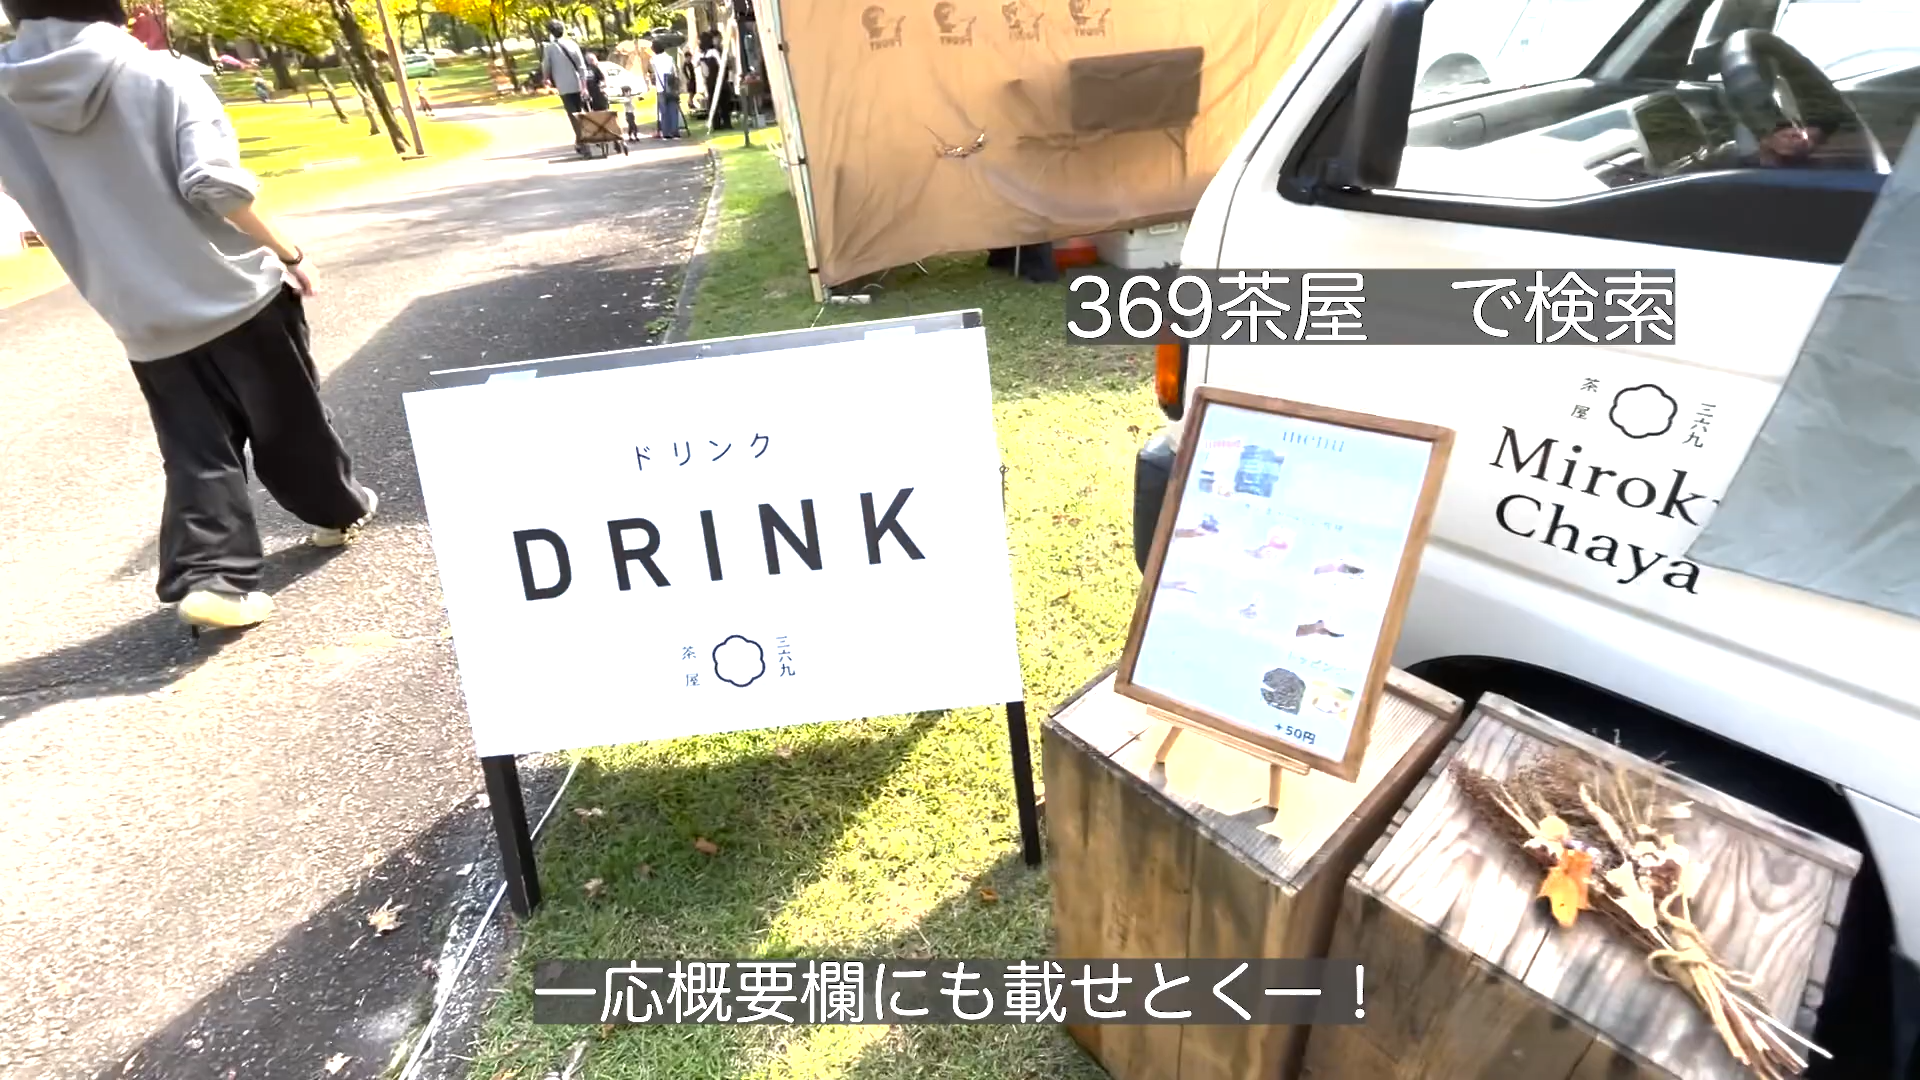 369茶屋　で検索
茶屋 三六九
Mirok
Chaya
ドリンク
DRINK
茶屋 三六九
menu
+50円
一応概要欄にも載せとくー！